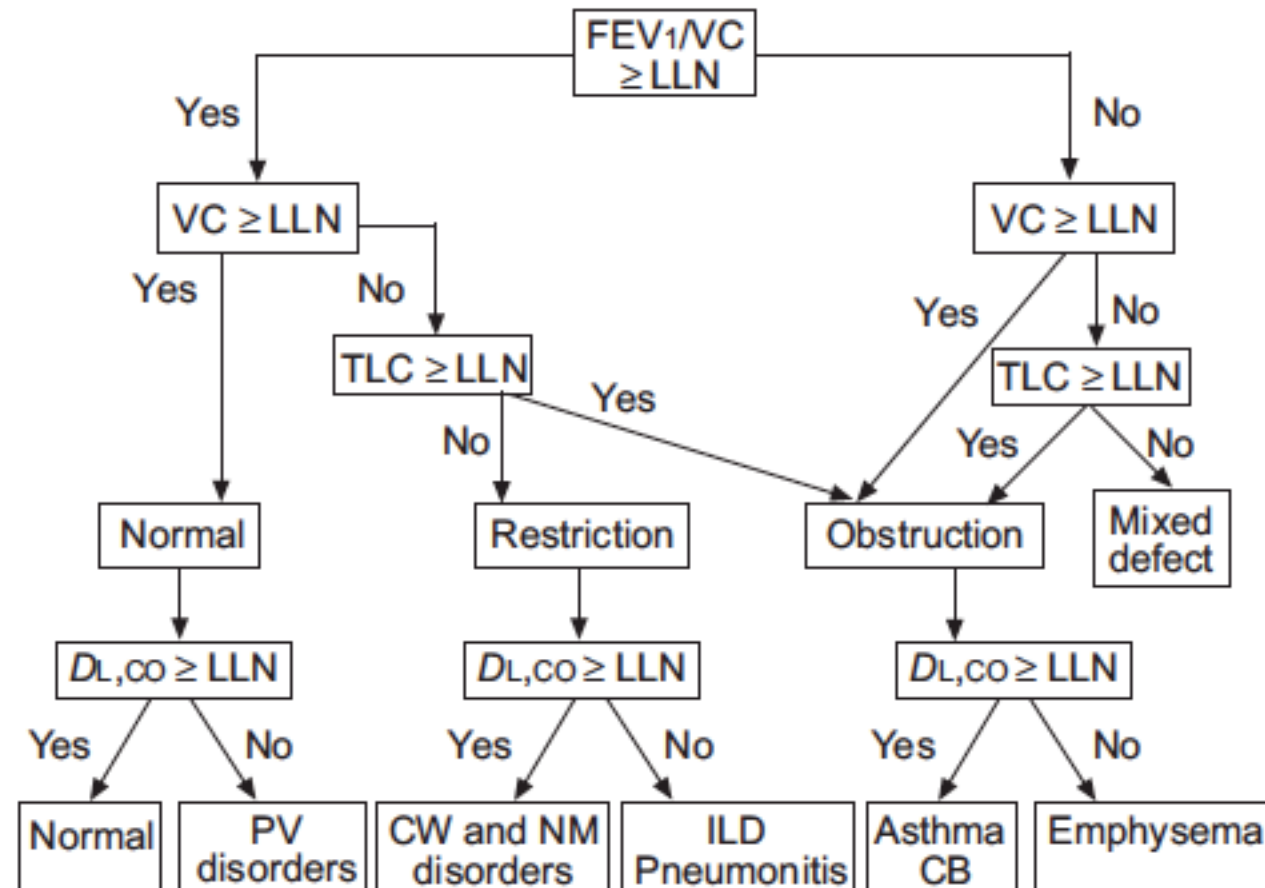 FEV1/VC
≥ LLN
Yes
No
VC ≥ LLN
VC ≥ LLN
Yes
No
Yes
No
TLC ≥ LLN
TLC ≥ LLN
Yes
No
Yes
No
Normal
Restriction
Obstruction
Mixed
defect
DL,CO ≥ LLN
DL,CO ≥ LLN
DL,CO ≥ LLN
Yes
No
Yes
No
Yes
No
Normal
PV
disorders
CW and NM
disorders
ILD
Pneumonitis
Asthma
CB
Emphysema